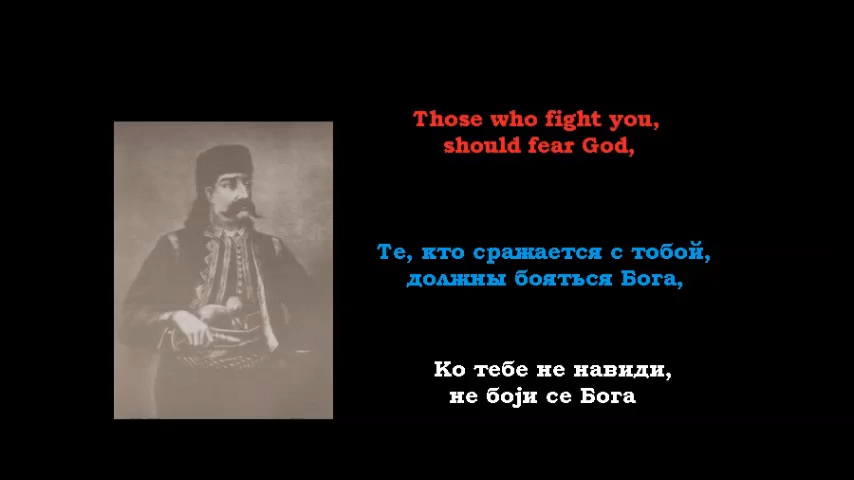 Those who fight you,
should fear God,
Те, кто сражается с тобой,
должны бояться Бога,
Ко тебе не навиди,
не боји се Бога